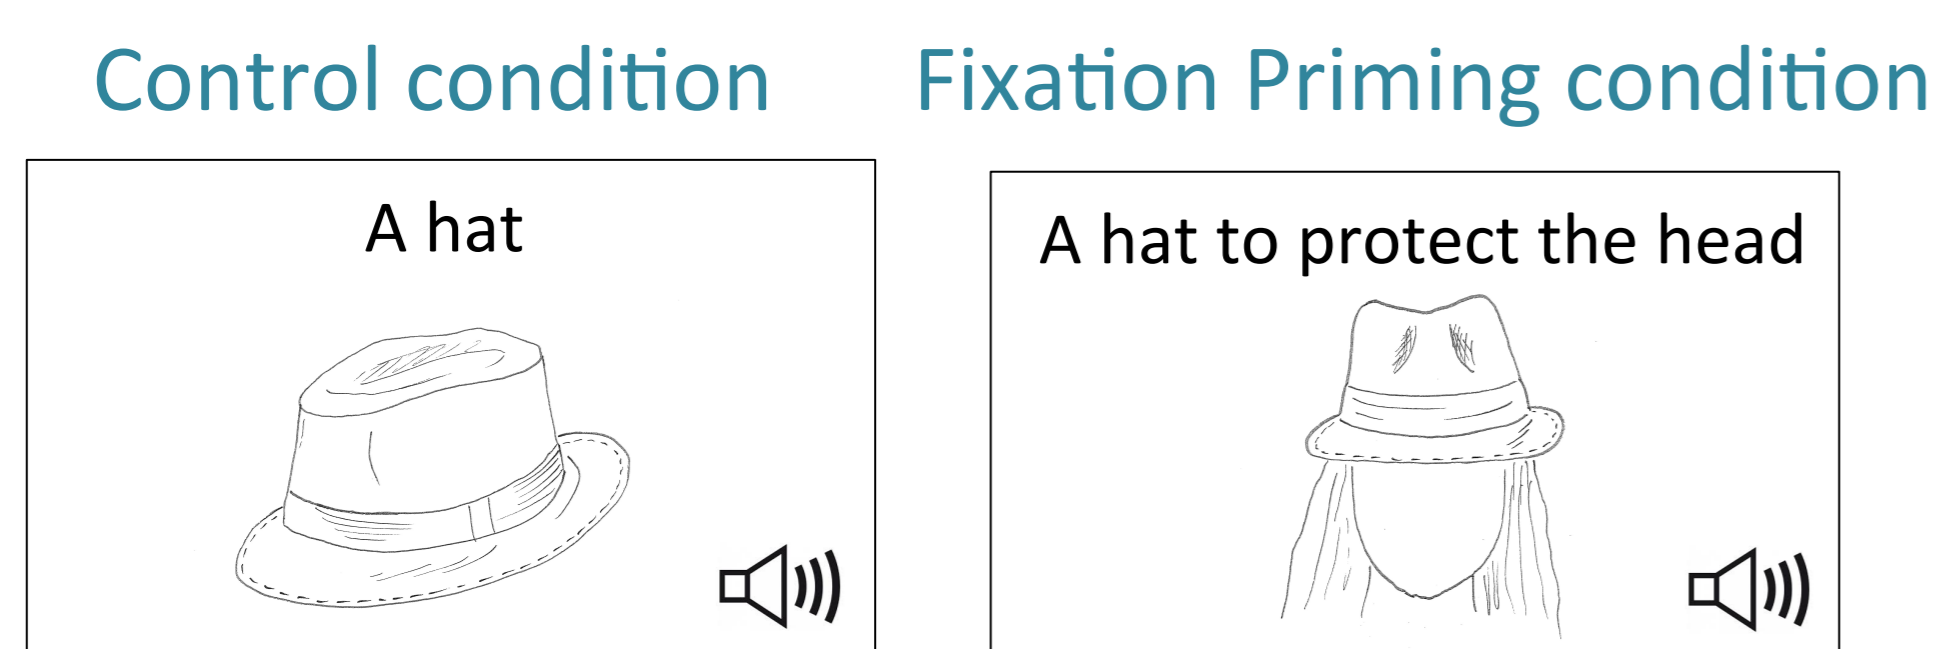 Control condition
Fixation Priming condition
A hat
A hat to protect the head